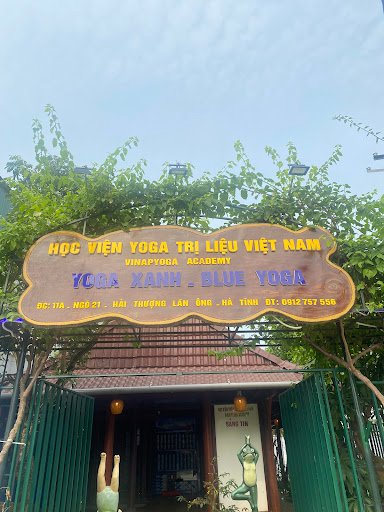 HỌC VIỆN YOGA TRỊ LIỆU VIỆT NAM
VINAPYOGA ACADEMY
YOGA XANH . BLUE YOGA
ĐC: 11A . NGÕ 21 . HẢI THƯỢNG LÃN ÔNG . HÀ TĨNH ĐT: 0912 757 556